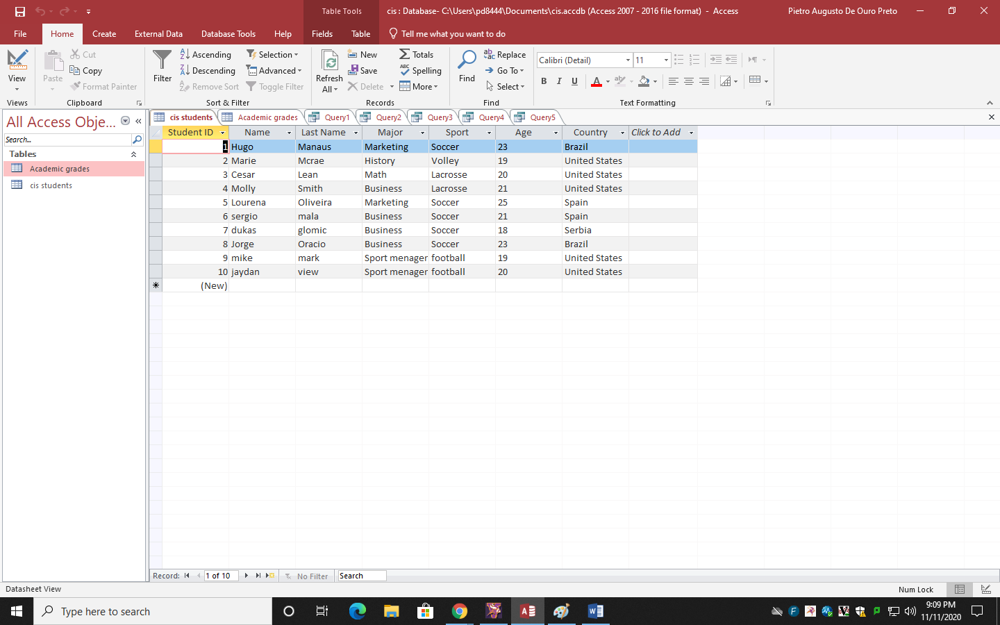 Table Tools
cis : Database- C:\Users\pd8444\Documents\cis.accdb (Access 2007 - 2016 file format) - Access
Pietro Augusto De Ouro Preto
File Home Create External Data Database Tools Help Fields Table Tell me what you want to do
View
Views
Paste
Cut
Copy
Format Painter
Clipboard
Filter
Ascending
Descending
Remove Sort
Selection
Advanced
Toggle Filter
Sort & Filter
Refresh All
New
Save
Delete
Totals
Spelling
More
Records
Find
Replace
Go To
Select
Find
Calibri (Detail) 11
B I U A
Text Formatting
All Access Obje...
Search...
Tables
Academic grades
cis students
cis students Academic grades Query1 Query2 Query3 Query4 Query5
Student ID Name Last Name Major Sport Age Country Click to Add
1 Hugo Manaus Marketing Soccer 23 Brazil
2 Marie Mcrae History Volley 19 United States
3 Cesar Lean Math Lacrosse 20 United States
4 Molly Smith Business Lacrosse 21 United States
5 Lourena Oliveira Marketing Soccer 25 Spain
6 sergio mala Business Soccer 21 Spain
7 dukas glomic Business Soccer 18 Serbia
8 Jorge Oracio Business Soccer 23 Brazil
9 mike mark Sport menager football 19 United States
10 jaydan view Sport menager football 20 United States
(New)
Record: 1 of 10 No Filter Search
Datasheet View
Num Lock
Type here to search
9:09 PM
11/11/2020